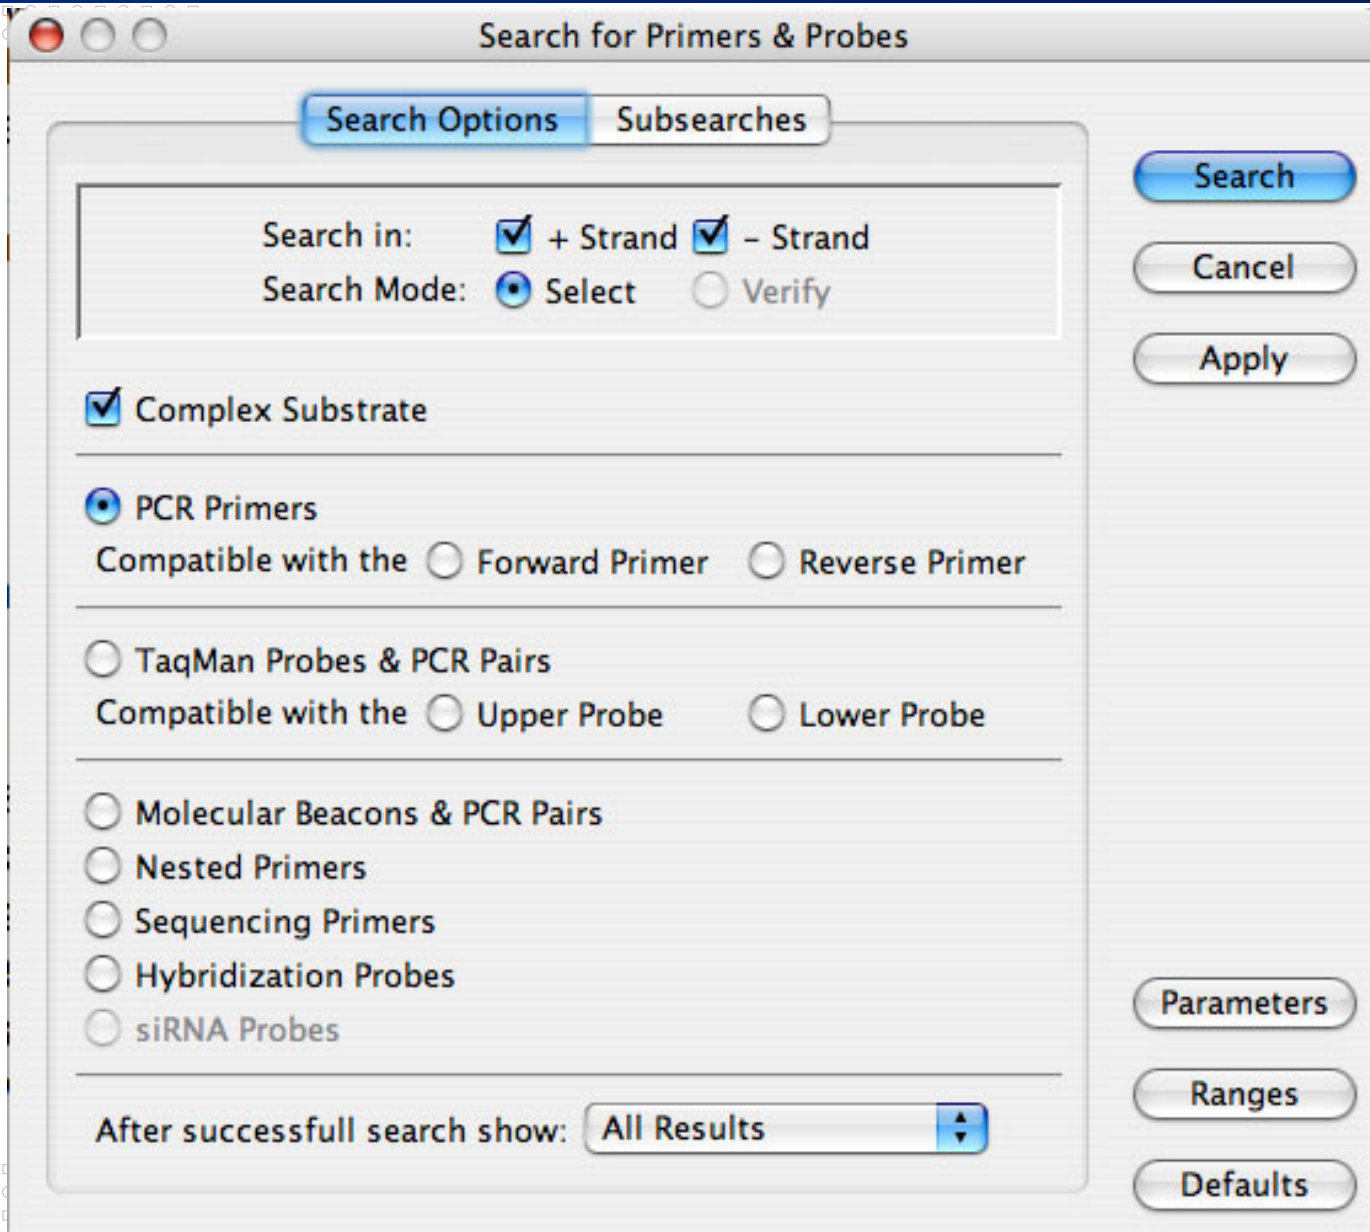 Search for Primers & Probes
Search Options Subsearches
Search
Search in: + Strand - Strand
Cancel
Search Mode: Select Verify
Apply
Complex Substrate
PCR Primers
Compatible with the Forward Primer Reverse Primer
TaqMan Probes & PCR Pairs
Compatible with the Upper Probe Lower Probe
Molecular Beacons & PCR Pairs
Nested Primers
Sequencing Primers
Hybridization Probes
Parameters
siRNA Probes
Ranges
After successfull search show: All Results
Defaults